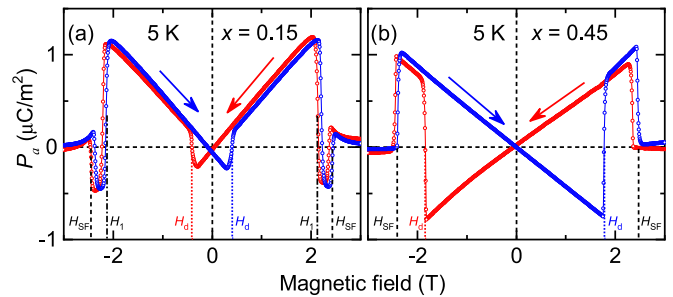 (a) 5 K x = 0.15
(b) 5 K x = 0.45
P_a (μC/m²)
1
0
-1
H_SF H_1 H_d H_d H_1 H_SF
H_SF H_d H_d H_SF
-2 0 2 -2 0 2
Magnetic field (T)